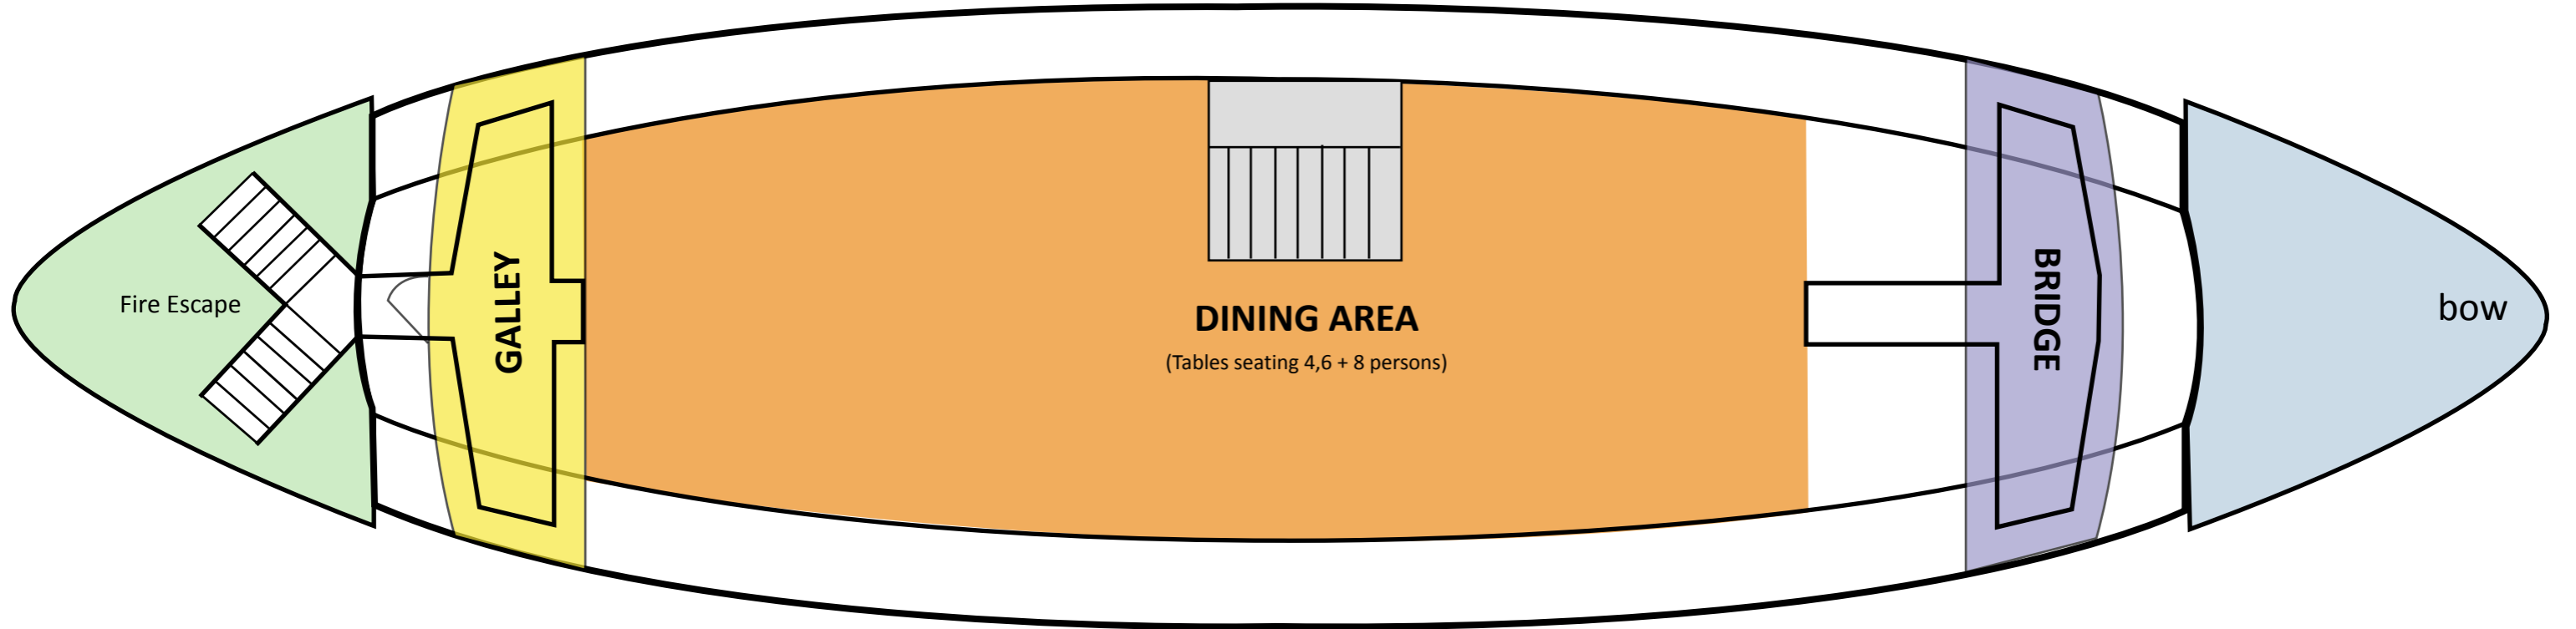 Fire Escape
GALLEY
DINING AREA
(Tables seating 4,6 + 8 persons)
BRIDGE
bow